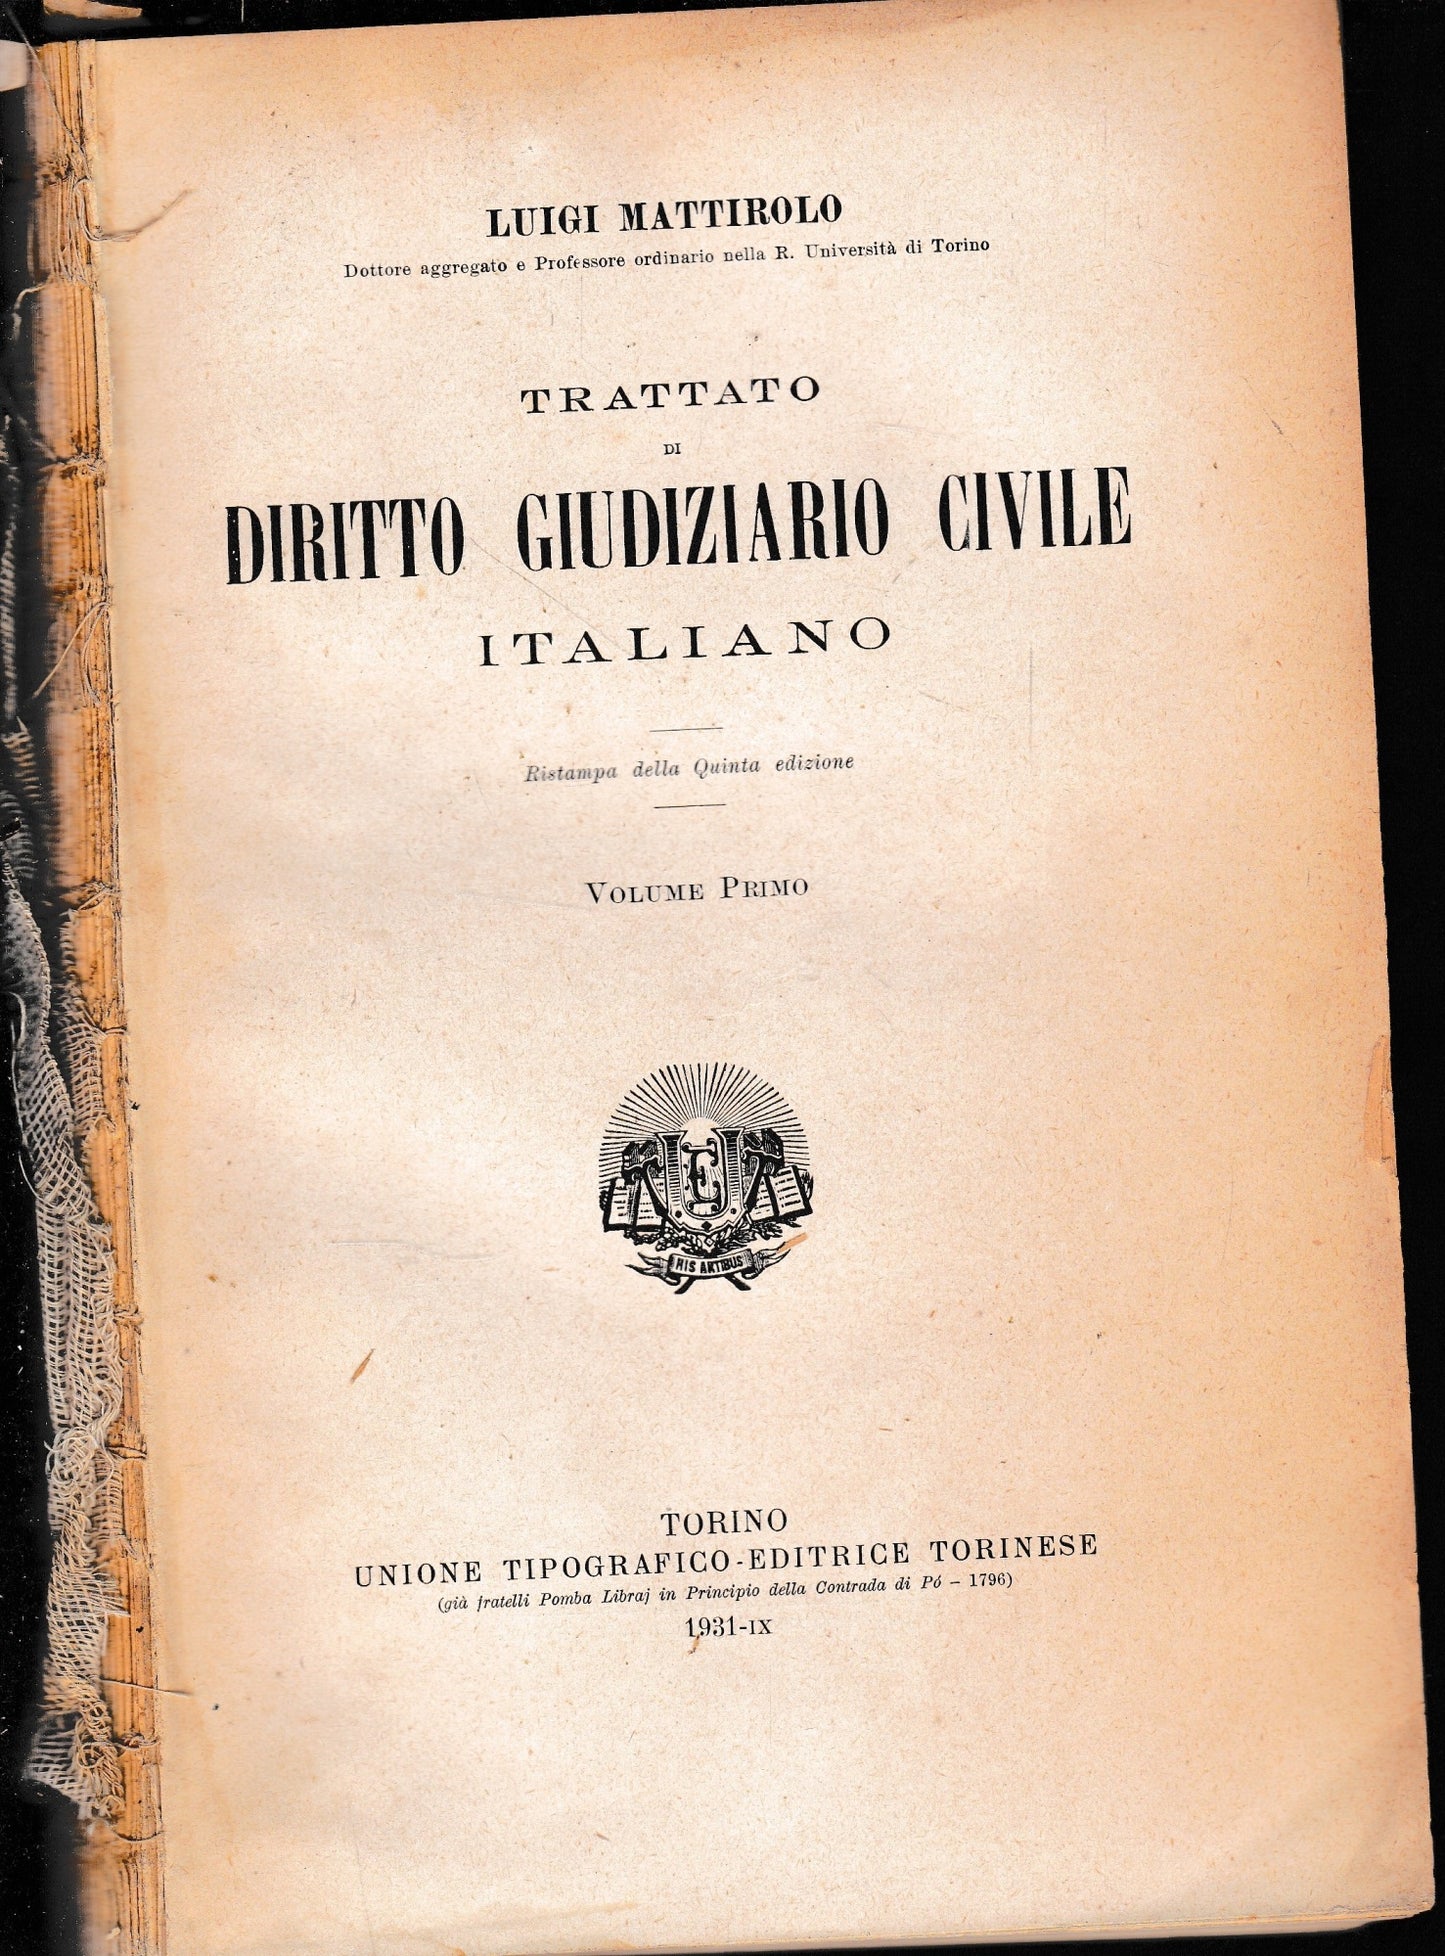 LUIGI MATTIROLO
Dottore aggregato e Professore ordinario nella R. Università di Torino
TRATTATO
DI
DIRITTO GIUDIZIARIO CIVILE
ITALIANO
Ristampa della Quinta edizione
VOLUME PRIMO
UTE
HIS ARTIBUS
TORINO
UNIONE TIPOGRAFICO-EDITRICE TORINESE
(già fratelli Pomba Libraj in Principio della Contrada di Pó – 1796)
1931-IX